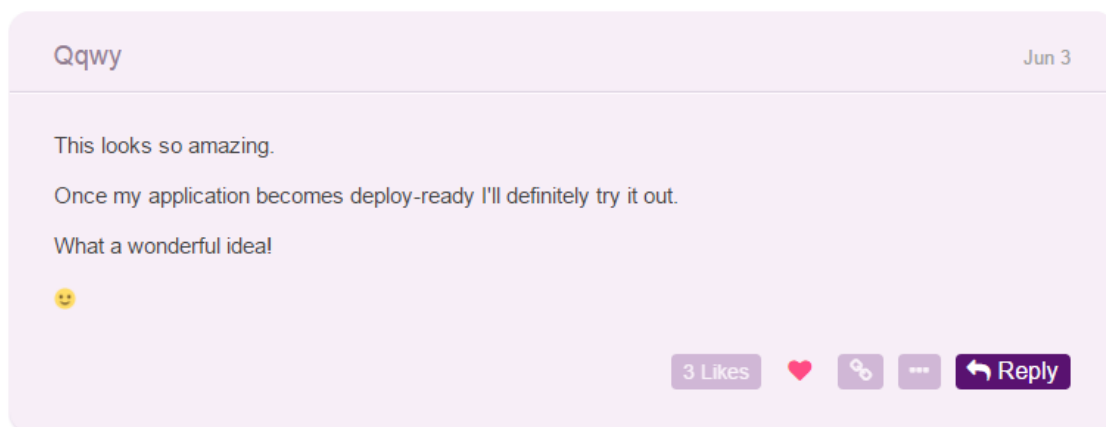 Qqwy
Jun 3
This looks so amazing.
Once my application becomes deploy-ready I'll definitely try it out.
What a wonderful idea!
3 Likes
Reply